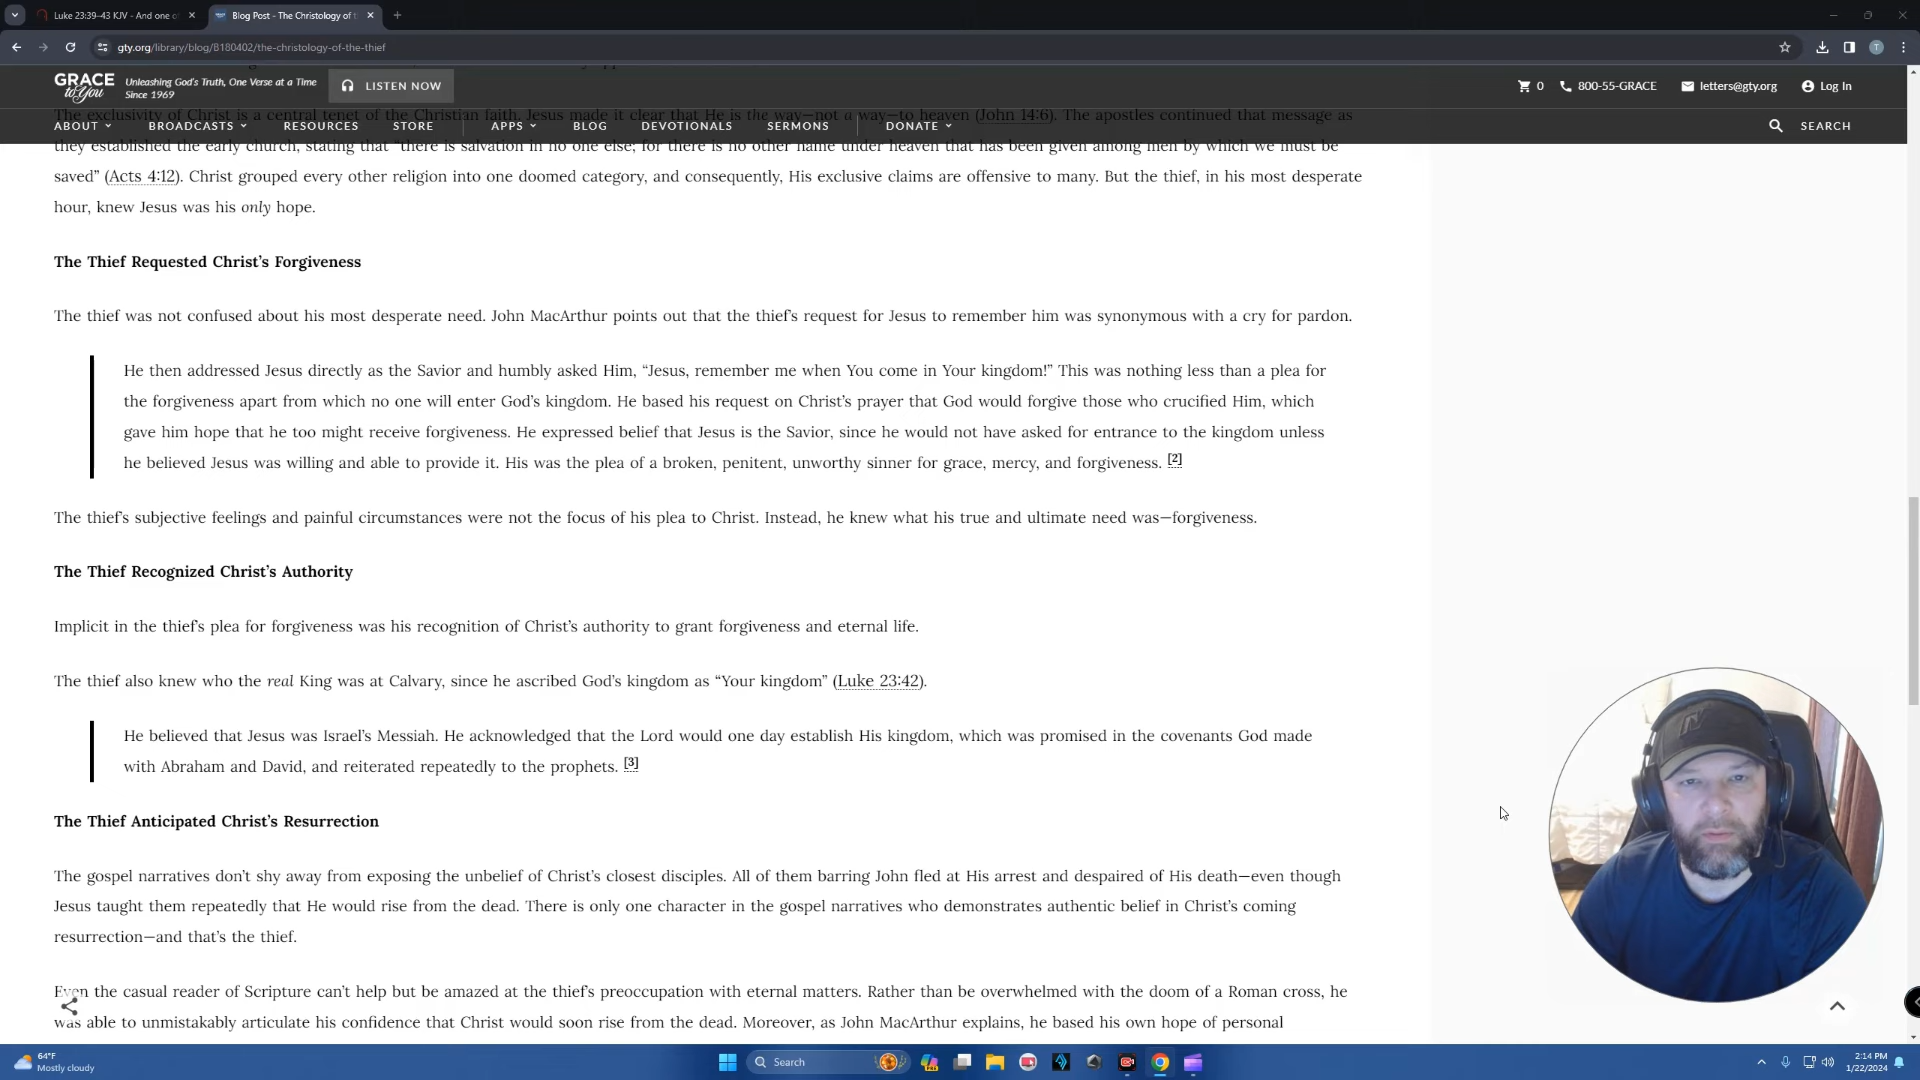 Luke 23:39-43 KJV - And one of
Blog Post - The Christology of t
gty.org/library/blog/B180402/the-christology-of-the-thief
GRACE to You
Unleashing God's Truth, One Verse at a Time
Since 1969
LISTEN NOW
0
800-55-GRACE
letters@gty.org
Log In
The exclusivity of Christ is a central tenet of the Christian faith. Jesus made it clear that He is the way—not a way—to heaven (John 14:6). The apostles continued that message as
ABOUT
BROADCASTS
RESOURCES
STORE
APPS
BLOG
DEVOTIONALS
SERMONS
DONATE
SEARCH
they established the early church, stating that “there is salvation in no one else; for there is no other name under heaven that has been given among men by which we must be
saved” (Acts 4:12). Christ grouped every other religion into one doomed category, and consequently, His exclusive claims are offensive to many. But the thief, in his most desperate
hour, knew Jesus was his only hope.
The Thief Requested Christ’s Forgiveness
The thief was not confused about his most desperate need. John MacArthur points out that the thief’s request for Jesus to remember him was synonymous with a cry for pardon.
He then addressed Jesus directly as the Savior and humbly asked Him, “Jesus, remember me when You come in Your kingdom!” This was nothing less than a plea for
the forgiveness apart from which no one will enter God’s kingdom. He based his request on Christ’s prayer that God would forgive those who crucified Him, which
gave him hope that he too might receive forgiveness. He expressed belief that Jesus is the Savior, since he would not have asked for entrance to the kingdom unless
he believed Jesus was willing and able to provide it. His was the plea of a broken, penitent, unworthy sinner for grace, mercy, and forgiveness. [2]
The thief’s subjective feelings and painful circumstances were not the focus of his plea to Christ. Instead, he knew what his true and ultimate need was—forgiveness.
The Thief Recognized Christ’s Authority
Implicit in the thief’s plea for forgiveness was his recognition of Christ’s authority to grant forgiveness and eternal life.
The thief also knew who the real King was at Calvary, since he ascribed God’s kingdom as “Your kingdom” (Luke 23:42).
He believed that Jesus was Israel’s Messiah. He acknowledged that the Lord would one day establish His kingdom, which was promised in the covenants God made
with Abraham and David, and reiterated repeatedly to the prophets. [3]
The Thief Anticipated Christ’s Resurrection
The gospel narratives don’t shy away from exposing the unbelief of Christ’s closest disciples. All of them barring John fled at His arrest and despaired of His death—even though
Jesus taught them repeatedly that He would rise from the dead. There is only one character in the gospel narratives who demonstrates authentic belief in Christ’s coming
resurrection—and that’s the thief.
Even the casual reader of Scripture can’t help but be amazed at the thief’s preoccupation with eternal matters. Rather than be overwhelmed with the doom of a Roman cross, he
was able to unmistakably articulate his confidence that Christ would soon rise from the dead. Moreover, as John MacArthur explains, he based his own hope of personal
64°F
Mostly cloudy
Search
2:14 PM
1/22/2024